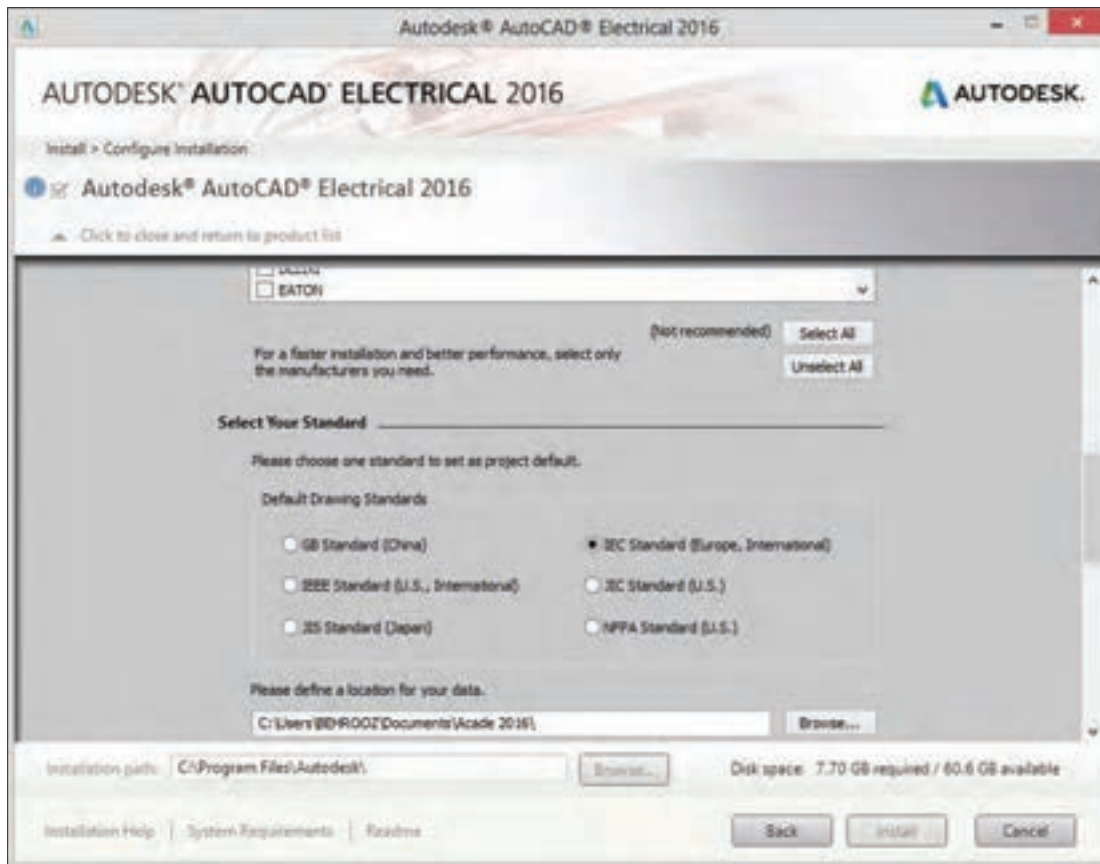 Autodesk® AutoCAD® Electrical 2016
AUTODESK® AUTOCAD® ELECTRICAL 2016
AUTODESK.
Install > Configure Installation
Autodesk® AutoCAD® Electrical 2016
Click to close and return to product list
EATON
(Not recommended) Select All
For a faster installation and better performance, select only
the manufacturers you need.
Unselect All
Select Your Standard
Please choose one standard to set as project default.
Default Drawing Standards
GB Standard (China)
IEC Standard (Europe, International)
IEEE Standard (U.S., International)
JIC Standard (U.S.)
JIS Standard (Japan)
NFPA Standard (U.S.)
Please define a location for your data.
C:\Users\BEHROOZ\Documents\Acade 2016\
Browse...
Installation path: C:\Program Files\Autodesk\ Browse... Disk space: 7.70 GB required / 60.6 GB available
Installation Help | System Requirements | Readme Back Install Cancel